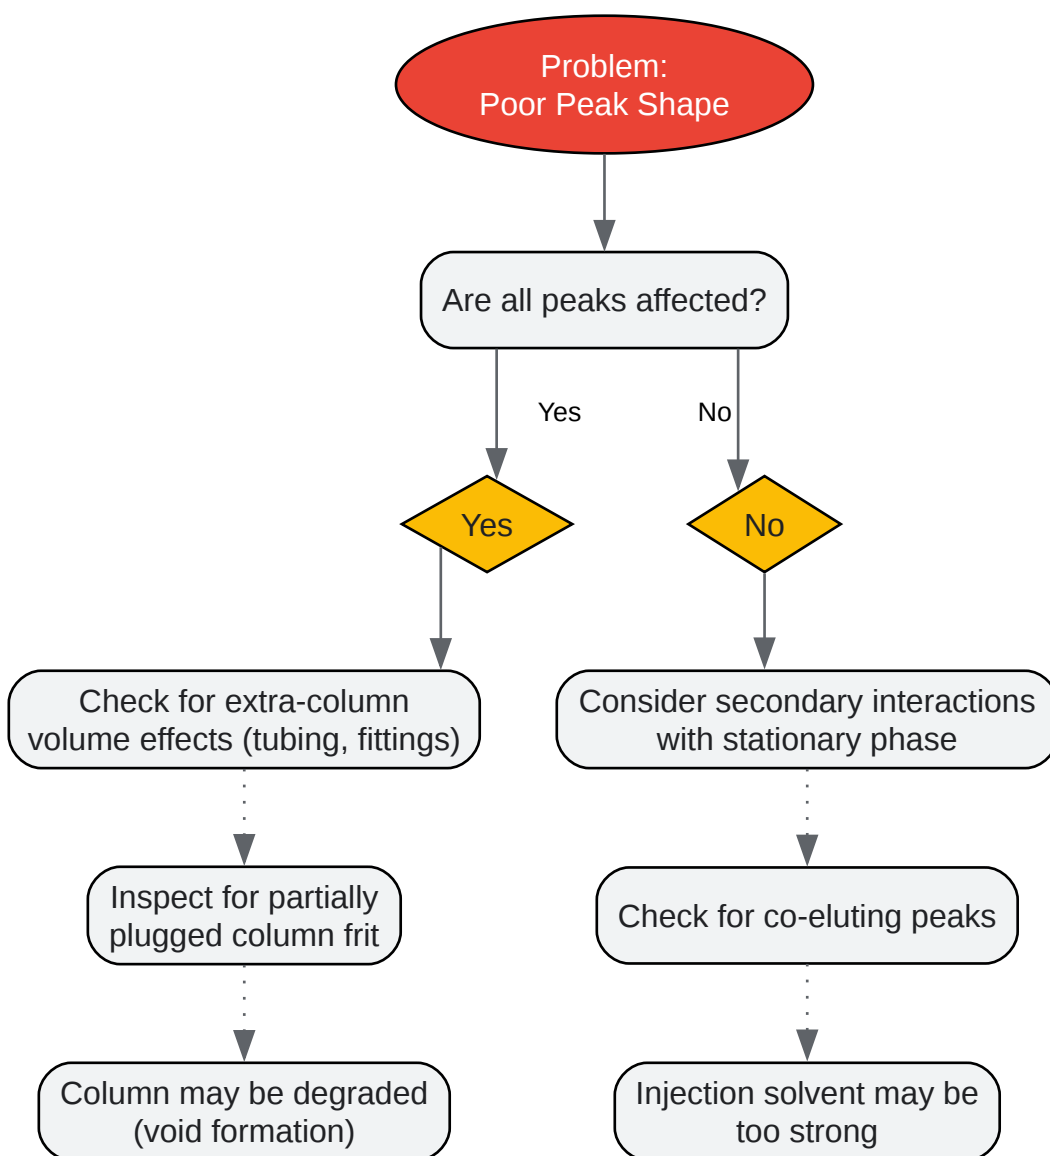 Problem:
Poor Peak Shape
Are all peaks affected?
Yes
No
Yes
No
Check for extra-column
volume effects (tubing, fittings)
Consider secondary interactions
with stationary phase
Inspect for partially
plugged column frit
Check for co-eluting peaks
Column may be degraded
(void formation)
Injection solvent may be
too strong